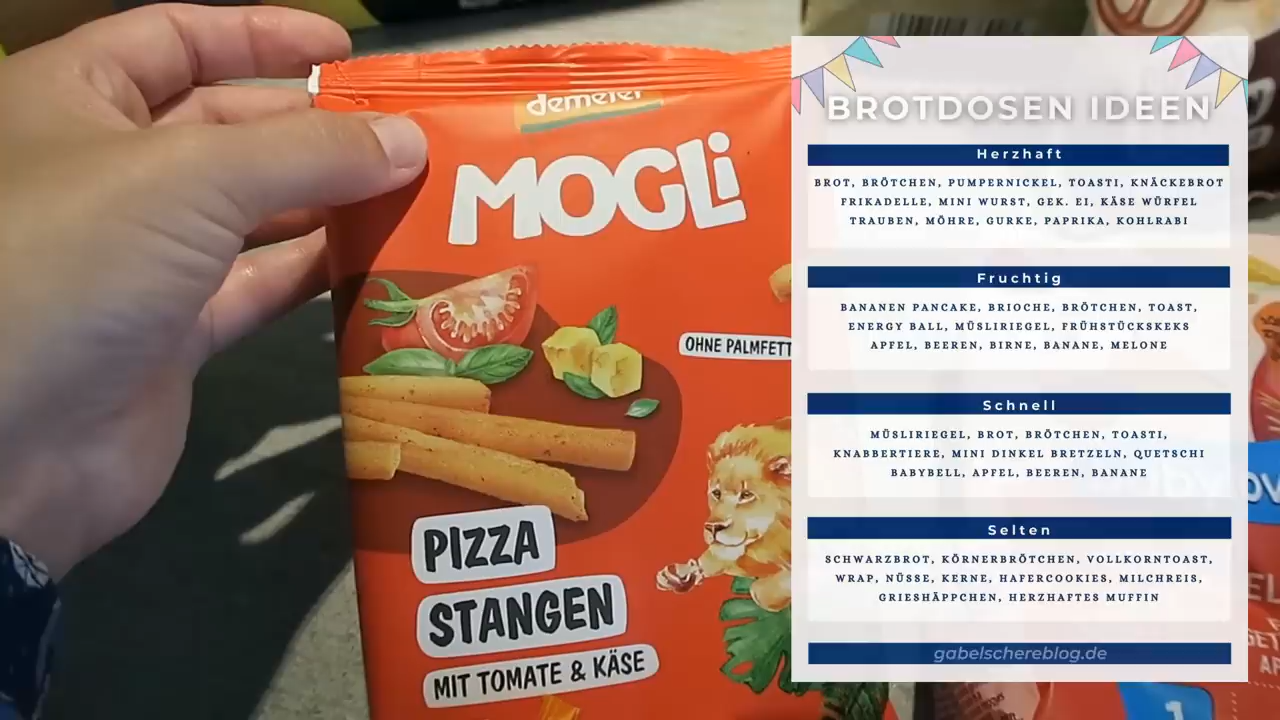 demeter
MOGLi
OHNE PALMFETT
PIZZA
STANGEN
MIT TOMATE & KÄSE
BROTDOSEN IDEEN
Herzhaft
BROT, BRÖTCHEN, PUMPERNICKEL, TOASTI, KNÄCKEBROT
FRIKADELLE, MINI WURST, GEK. EI, KÄSE WÜRFEL
TRAUBEN, MÖHRE, GURKE, PAPRIKA, KOHLRABI
Fruchtig
BANANEN PANCAKE, BRIOCHE, BRÖTCHEN, TOAST,
ENERGY BALL, MÜSLIRIEGEL, FRÜHSTÜCKSKEKS
APFEL, BEEREN, BIRNE, BANANE, MELONE
Schnell
MÜSLIRIEGEL, BROT, BRÖTCHEN, TOASTI,
KNABBERTIERE, MINI DINKEL BRETZELN, QUETSCHI
BABYBELL, APFEL, BEEREN, BANANE
Selten
SCHWARZBROT, KÖRNERBRÖTCHEN, VOLLKORNTOAST,
WRAP, NÜSSE, KERNE, HAFERCOOKIES, MILCHREIS,
GRIESHÄPPCHEN, HERZHAFTES MUFFIN
gabelschereblog.de
1